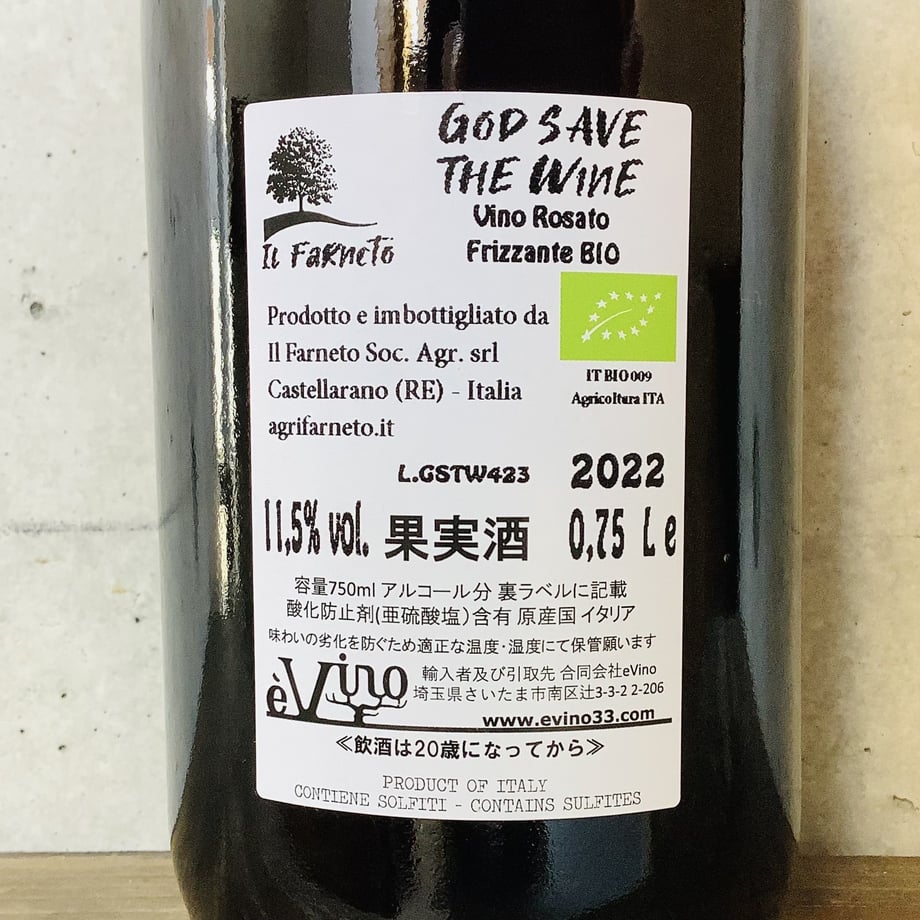 GOD SAVE
THE WINE
Vino Rosato
Frizzante BIO
Il Farneto
Prodotto e imbottigliato da
Il Farneto Soc. Agr. srl
Castellarano (RE) - Italia
agrifarneto.it
IT BIO 009
Agricoltura ITA
L.GSTW423
2022
11,5% vol.
果実酒
0,75 L e
容量750ml アルコール分 裏ラベルに記載
酸化防止剤(亜硫酸塩)含有 原産国 イタリア
味わいの劣化を防ぐため適正な温度・湿度にて保管願います
èVino
輸入者及び引取先 合同会社eVino
埼玉県さいたま市南区辻3-3-2 2-206
www.evino33.com
≪飲酒は20歳になってから≫
PRODUCT OF ITALY
CONTIENE SOLFITI - CONTAINS SULFITES